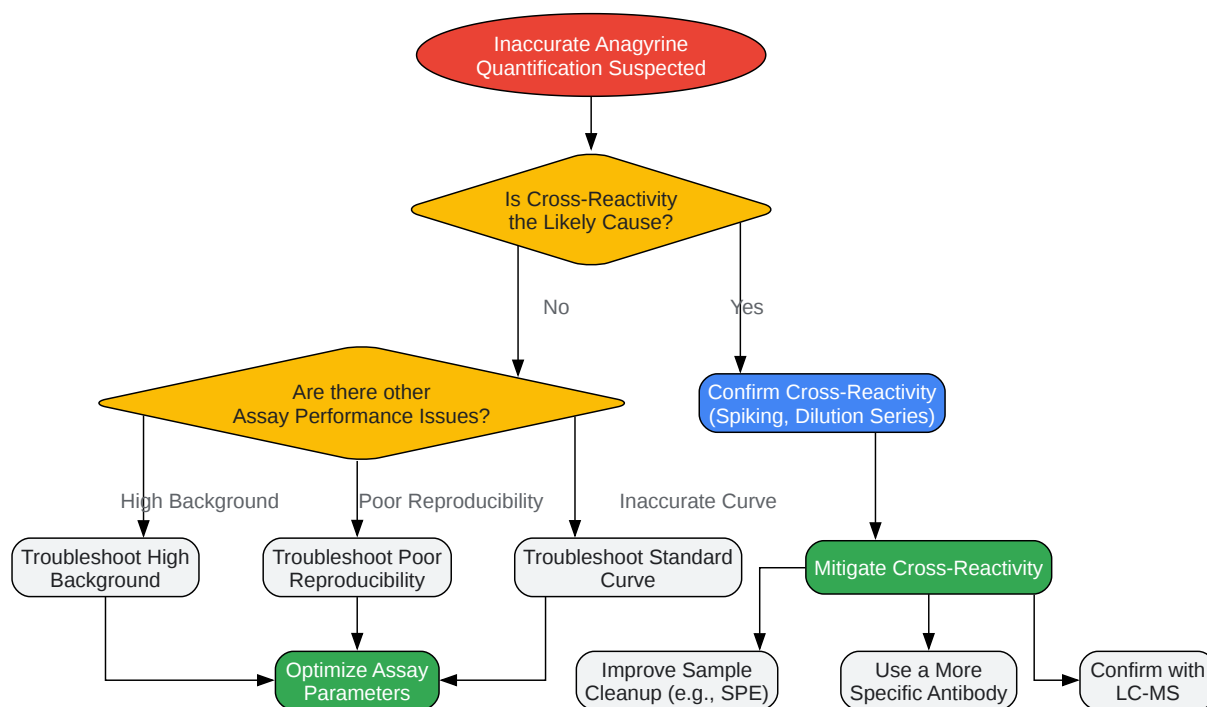 Inaccurate Anagyrine
Quantification Suspected
Is Cross-Reactivity
the Likely Cause?
No
Yes
Are there other
Assay Performance Issues?
Confirm Cross-Reactivity
(Spiking, Dilution Series)
High Background
Poor Reproducibility
Inaccurate Curve
Troubleshoot High
Background
Troubleshoot Poor
Reproducibility
Troubleshoot Standard
Curve
Mitigate Cross-Reactivity
Optimize Assay
Parameters
Improve Sample
Cleanup (e.g., SPE)
Use a More
Specific Antibody
Confirm with
LC-MS